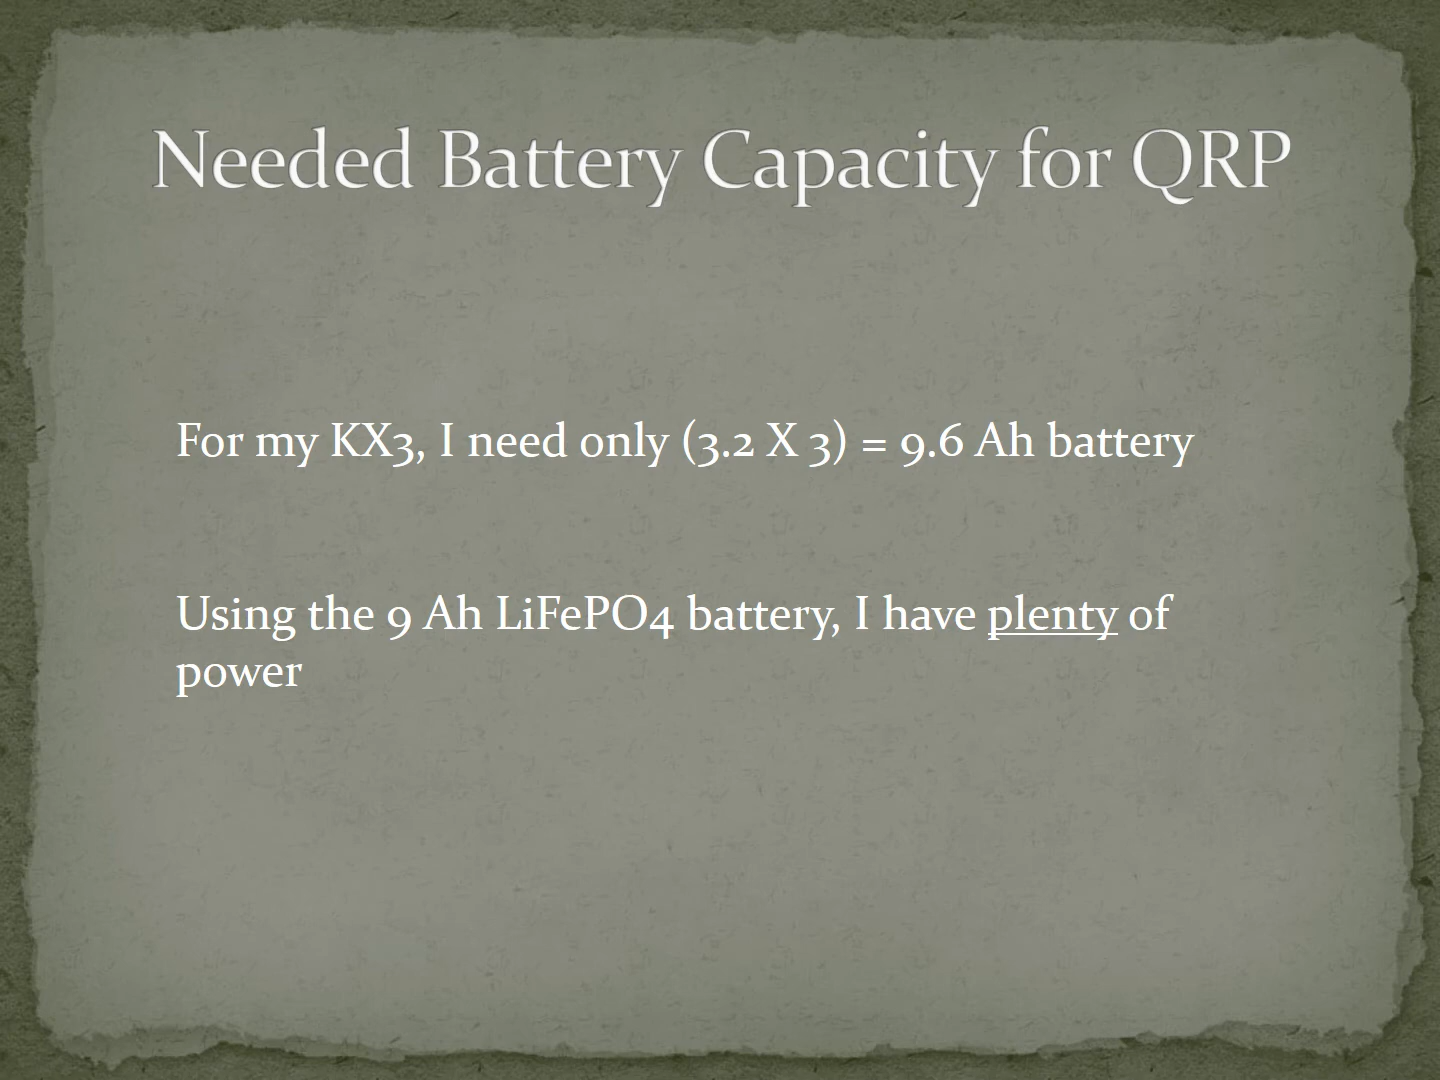 Needed Battery Capacity for QRP
For my KX3, I need only (3.2 X 3) = 9.6 Ah battery
Using the 9 Ah LiFePO4 battery, I have plenty of
power